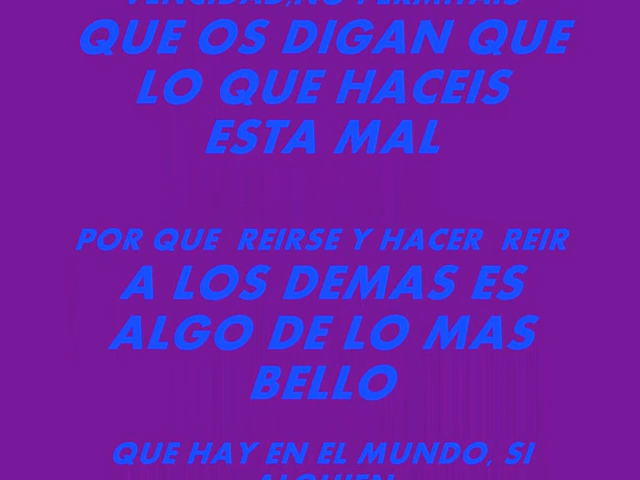 QUE OS DIGAN QUE
LO QUE HACEIS
ESTA MAL
POR QUE REIRSE Y HACER REIR
A LOS DEMAS ES
ALGO DE LO MAS
BELLO
QUE HAY EN EL MUNDO, SI